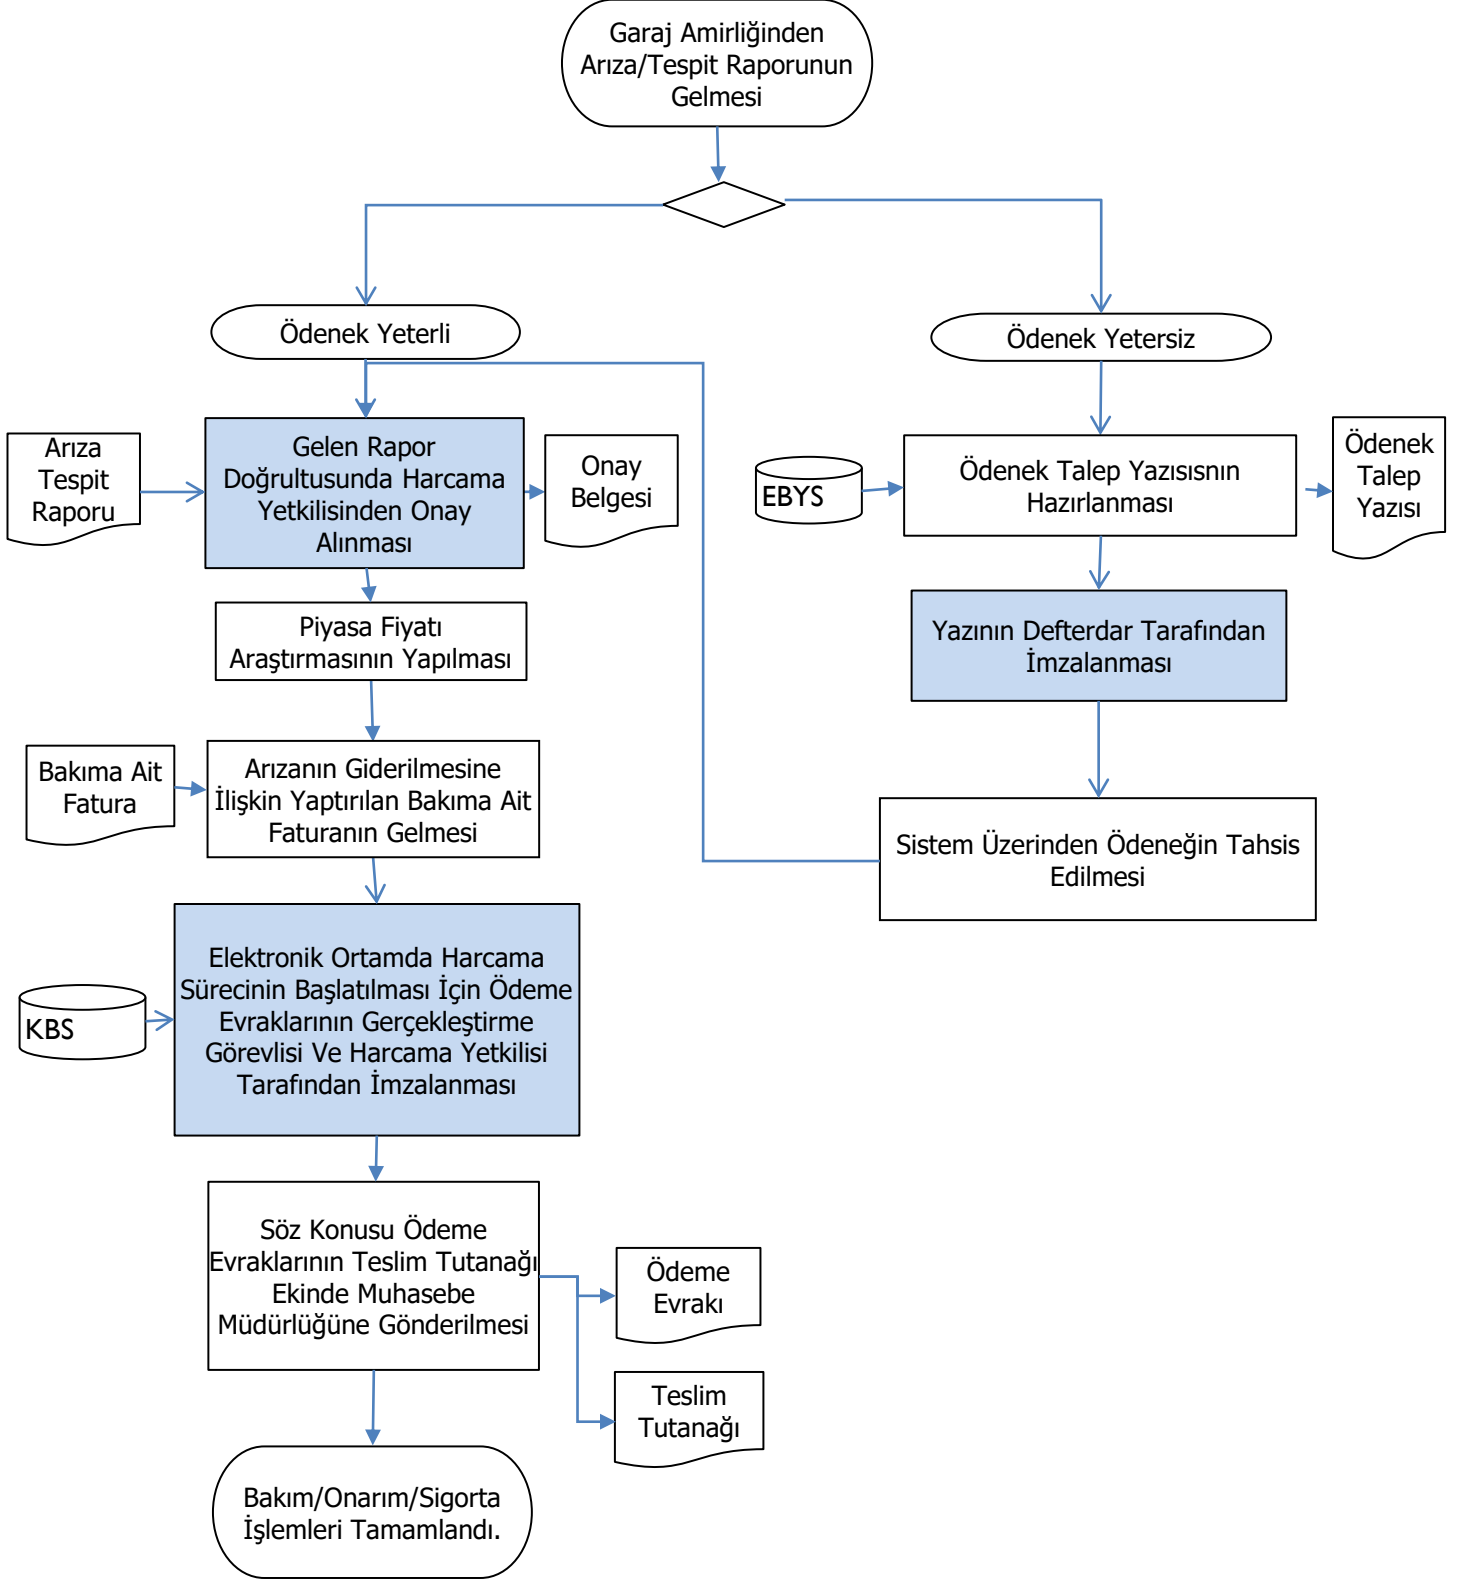 Garaj Amirliğinden
Arıza/Tespit Raporunun
Gelmesi
Ödenek Yeterli
Ödenek Yetersiz
Arıza
Tespit
Raporu
Gelen Rapor
Doğrultusunda Harcama
Yetkilisinden Onay
Alınması
Onay
Belgesi
EBYS
Ödenek Talep Yazısısnın
Hazırlanması
Ödenek
Talep
Yazısı
Piyasa Fiyatı
Araştırmasının Yapılması
Yazının Defterdar Tarafından
İmzalanması
Bakıma Ait
Fatura
Arızanın Giderilmesine
İlişkin Yaptırılan Bakıma Ait
Faturanın Gelmesi
Sistem Üzerinden Ödeneğin Tahsis
Edilmesi
KBS
Elektronik Ortamda Harcama
Sürecinin Başlatılması İçin Ödeme
Evraklarının Gerçekleştirme
Görevlisi Ve Harcama Yetkilisi
Tarafından İmzalanması
Söz Konusu Ödeme
Evraklarının Teslim Tutanağı
Ekinde Muhasebe
Müdürlüğüne Gönderilmesi
Ödeme
Evrakı
Teslim
Tutanağı
Bakım/Onarım/Sigorta
İşlemleri Tamamlandı.